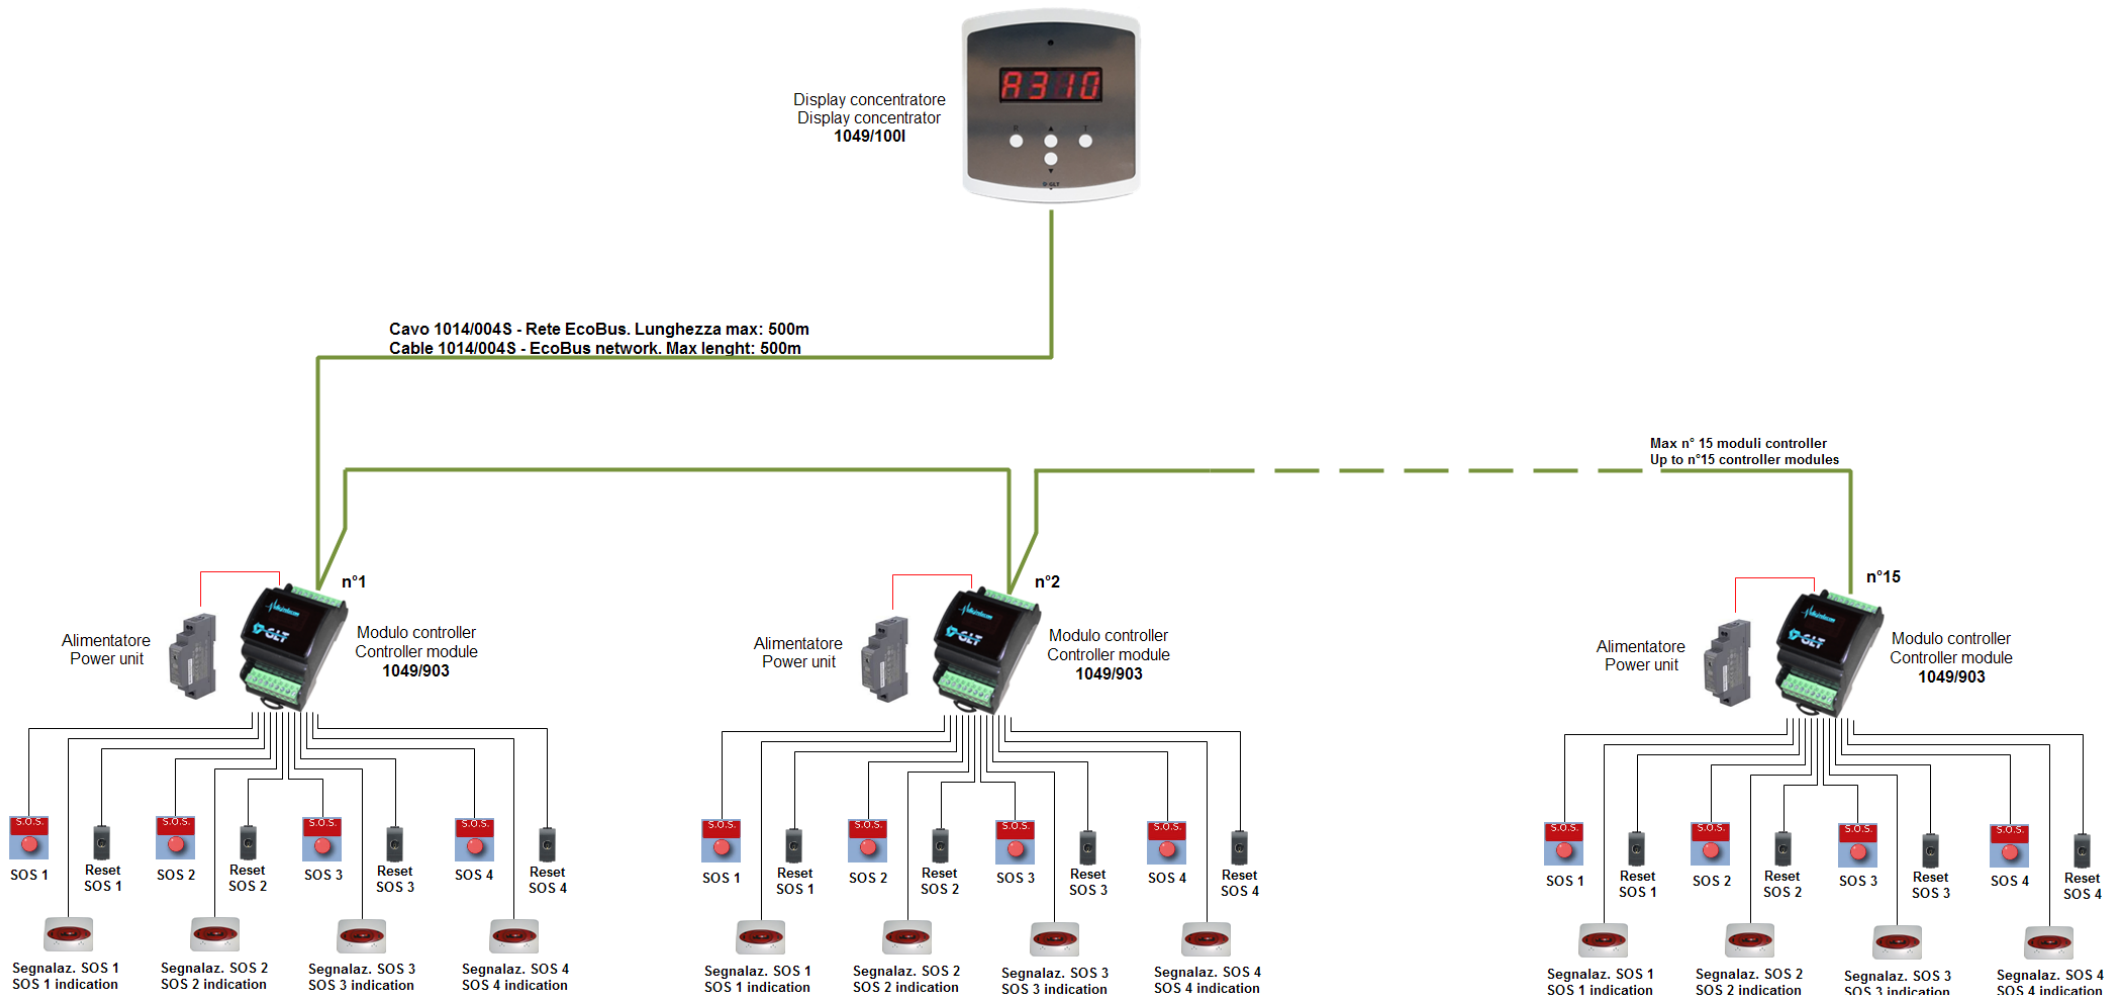 A310
Display concentratore
Display concentrator
1049/100I
R
T
GLT
Cavo 1014/004S - Rete EcoBus. Lunghezza max: 500m
Cable 1014/004S - EcoBus network. Max lenght: 500m
Max n° 15 moduli controller
Up to n°15 controller modules
n°1
n°2
n°15
GLT
GLT
GLT
Alimentatore
Power unit
Modulo controller
Controller module
1049/903
Alimentatore
Power unit
Modulo controller
Controller module
1049/903
Alimentatore
Power unit
Modulo controller
Controller module
1049/903
S.O.S.
S.O.S.
S.O.S.
S.O.S.
S.O.S.
S.O.S.
S.O.S.
S.O.S.
S.O.S.
S.O.S.
S.O.S.
S.O.S.
SOS 1
Reset
SOS 1
SOS 2
Reset
SOS 2
SOS 3
Reset
SOS 3
SOS 4
Reset
SOS 4
SOS 1
Reset
SOS 1
SOS 2
Reset
SOS 2
SOS 3
Reset
SOS 3
SOS 4
Reset
SOS 4
SOS 1
Reset
SOS 1
SOS 2
Reset
SOS 2
SOS 3
Reset
SOS 3
SOS 4
Reset
SOS 4
Segnalaz. SOS 1
SOS 1 indication
Segnalaz. SOS 2
SOS 2 indication
Segnalaz. SOS 3
SOS 3 indication
Segnalaz. SOS 4
SOS 4 indication
Segnalaz. SOS 1
SOS 1 indication
Segnalaz. SOS 2
SOS 2 indication
Segnalaz. SOS 3
SOS 3 indication
Segnalaz. SOS 4
SOS 4 indication
Segnalaz. SOS 1
SOS 1 indication
Segnalaz. SOS 2
SOS 2 indication
Segnalaz. SOS 3
SOS 3 indication
Segnalaz. SOS 4
SOS 4 indication